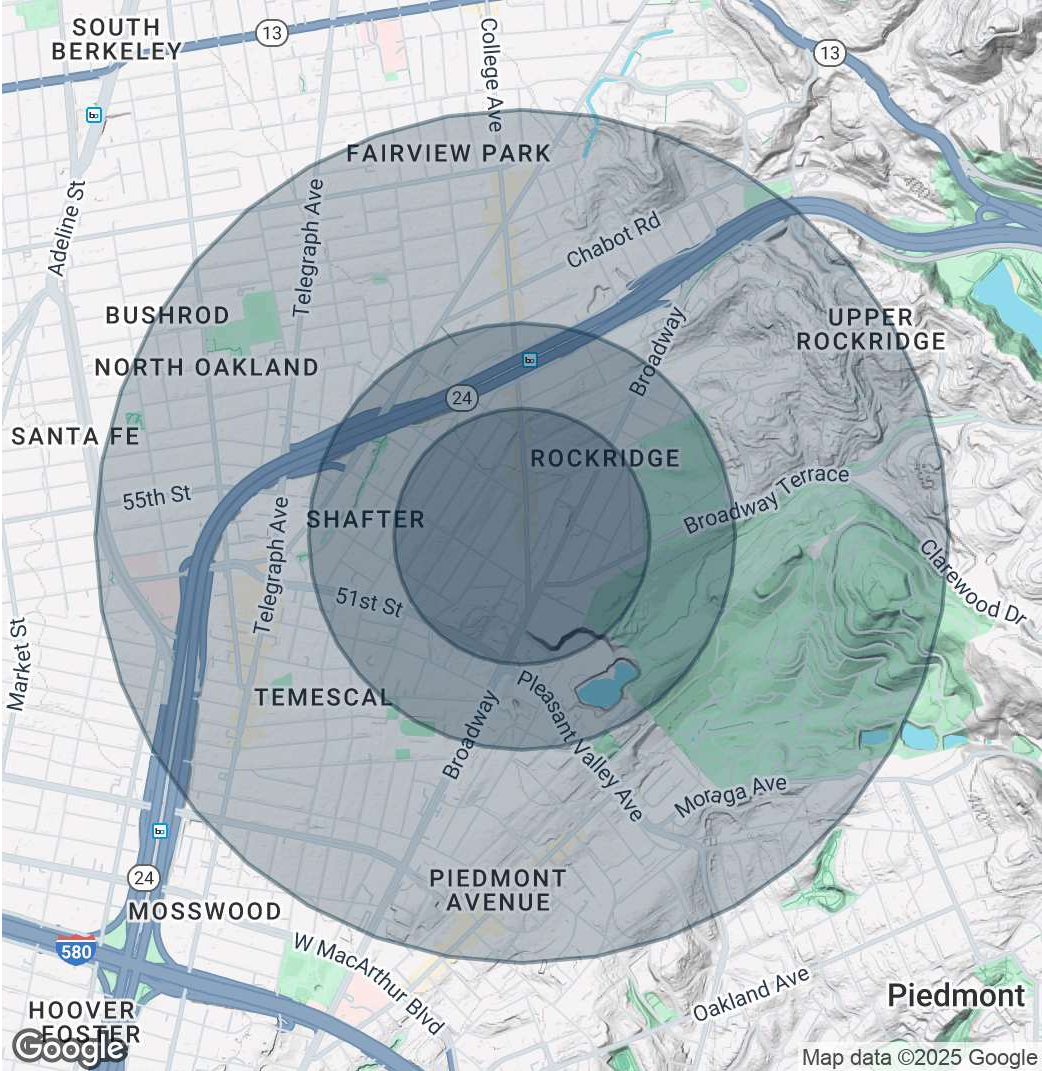 SOUTH
BERKELEY
13
College Ave
13
FAIRVIEW PARK
Adeline St
Telegraph Ave
Chabot Rd
BUSHROD
UPPER
ROCKRIDGE
NORTH OAKLAND
Broadway
24
SANTA FE
ROCKRIDGE
55th St
Broadway Terrace
SHAFTER
Telegraph Ave
51st St
Clarewood Dr
Market St
TEMESCAL
Broadway
Pleasant Valley Ave
Moraga Ave
24
PIEDMONT
AVENUE
MOSSWOOD
580
W MacArthur Blvd
Oakland Ave
Piedmont
HOOVER
FOSTER
Google
Map data ©2025 Google